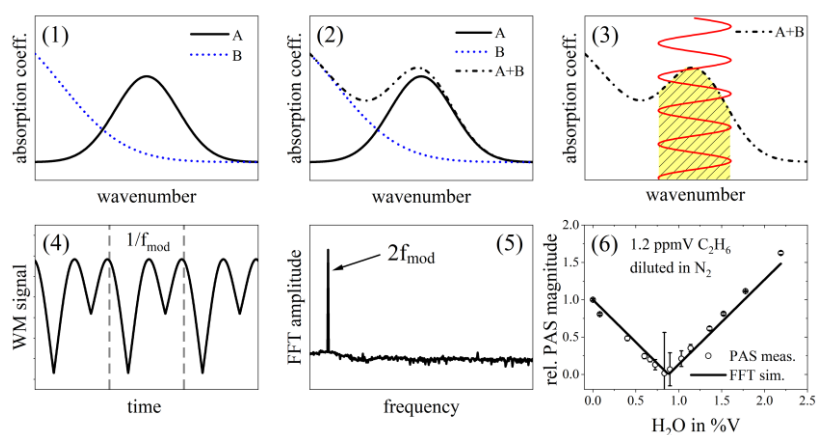 (1)
A
B
absorption coeff.
wavenumber
(2)
A
B
A+B
absorption coeff.
wavenumber
(3)
A+B
absorption coeff.
wavenumber
(4)
1/f_mod
WM signal
time
(5)
2f_mod
FFT amplitude
frequency
(6)
1.2 ppmV C₂H₆
diluted in N₂
PAS meas.
FFT sim.
rel. PAS magnitude
2.0
1.5
1.0
0.5
0.0
0.0 0.5 1.0 1.5 2.0 2.5
H₂O in %V